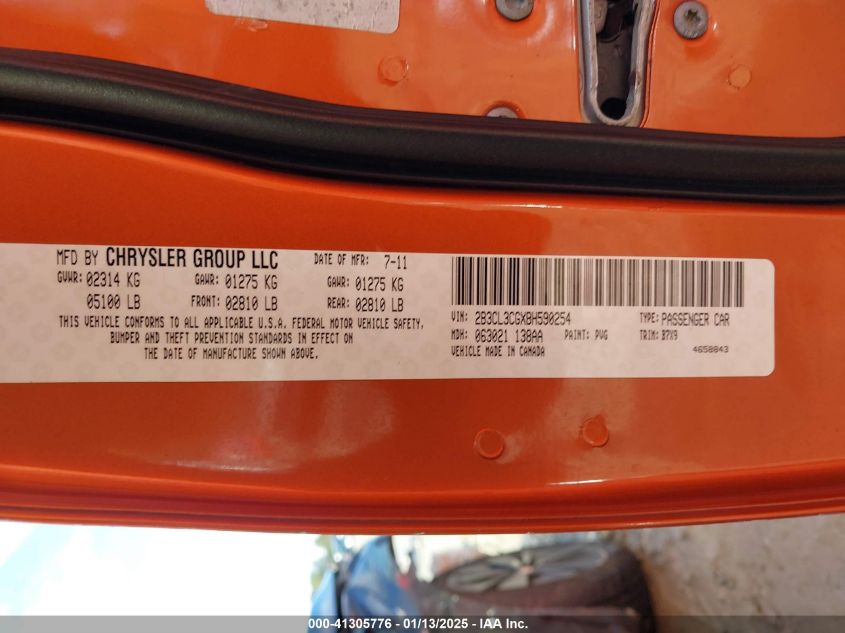 MFD BY CHRYSLER GROUP LLC DATE OF MFR: 7-11
GVWR: 02314 KG GAWR: 01275 KG GAWR: 01275 KG
05100 LB FRONT: 02810 LB REAR: 02810 LB
THIS VEHICLE CONFORMS TO ALL APPLICABLE U.S.A. FEDERAL MOTOR VEHICLE SAFETY,
BUMPER AND THEFT PREVENTION STANDARDS IN EFFECT ON
THE DATE OF MANUFACTURE SHOWN ABOVE.
VIN: 2B3CL3CGXBH590254 TYPE: PASSENGER CAR
MDH: 063021 138AA PAINT: PVG TRIM: B7X9
VEHICLE MADE IN CANADA 4658843
000-41305776 - 01/13/2025 - IAA Inc.